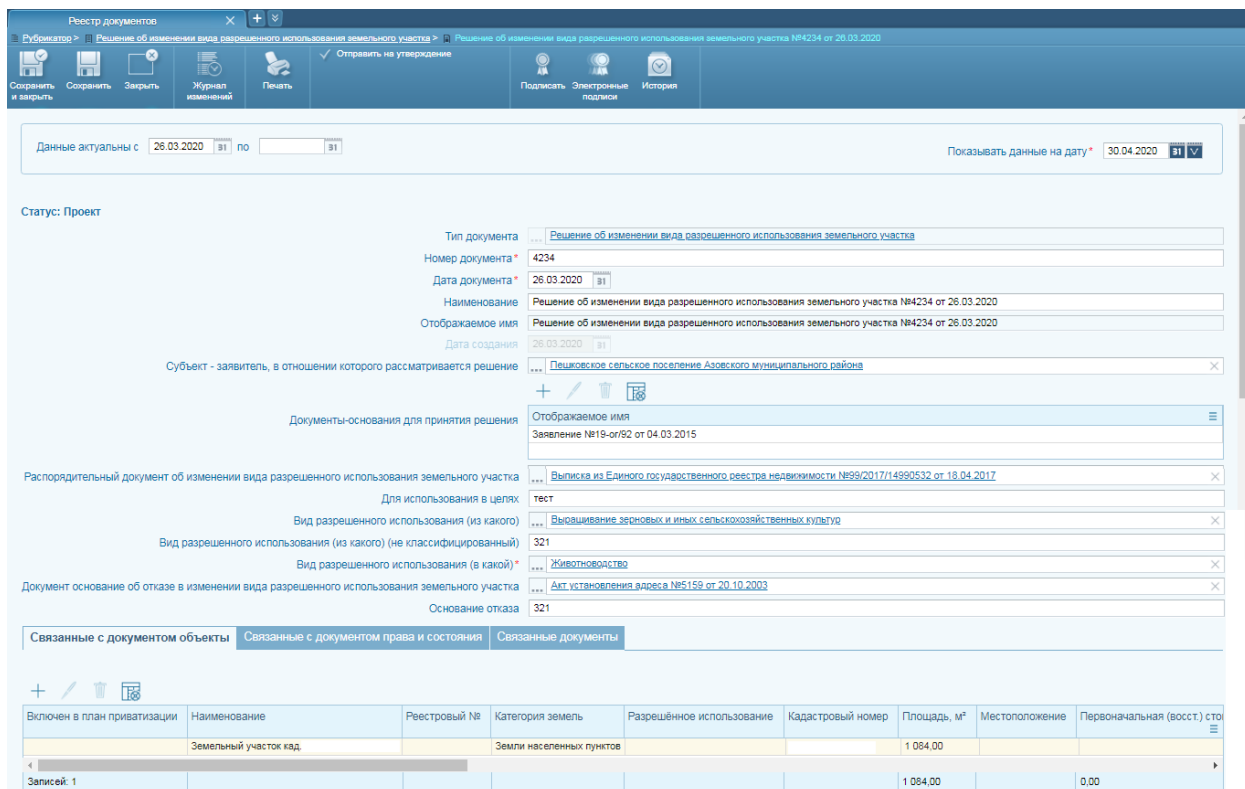 Реестр документов
Рубрикатор > Решение об изменении вида разрешенного использования земельного участка > Решение об изменении вида разрешенного использования земельного участка №4234 от 26.03.2020
Сохранить и закрыть Сохранить Закрыть Журнал изменений Печать Отправить на утверждение Подписать Электронные подписи История
Данные актуальны с 26.03.2020 31 по 31 Показывать данные на дату* 30.04.2020 31
Статус: Проект
Тип документа ... Решение об изменении вида разрешенного использования земельного участка
Номер документа* 4234
Дата документа* 26.03.2020 31
Наименование Решение об изменении вида разрешенного использования земельного участка №4234 от 26.03.2020
Отображаемое имя Решение об изменении вида разрешенного использования земельного участка №4234 от 26.03.2020
Дата создания 26.03.2020 31
Субъект - заявитель, в отношении которого рассматривается решение ... Пешковское сельское поселение Азовского муниципального района
Документы-основания для принятия решения Отображаемое имя
Заявление №19-ог/92 от 04.03.2015
Распорядительный документ об изменении вида разрешенного использования земельного участка ... Выписка из Единого государственного реестра недвижимости №99/2017/14990532 от 18.04.2017
Для использования в целях тест
Вид разрешенного использования (из какого) ... Выращивание зерновых и иных сельскохозяйственных культур
Вид разрешенного использования (из какого) (не классифицированный) 321
Вид разрешенного использования (в какой)* ... Животноводство
Документ основание об отказе в изменении вида разрешенного использования земельного участка ... Акт установления адреса №5159 от 20.10.2003
Основание отказа 321
Связанные с документом объекты Связанные с документом права и состояния Связанные документы
Включен в план приватизации Наименование Реестровый № Категория земель Разрешённое использование Кадастровый номер Площадь, м² Местоположение Первоначальная (восст.) сто
Земельный участок кад. Земли населенных пунктов 1 084,00
Записей: 1 1 084,00 0,00